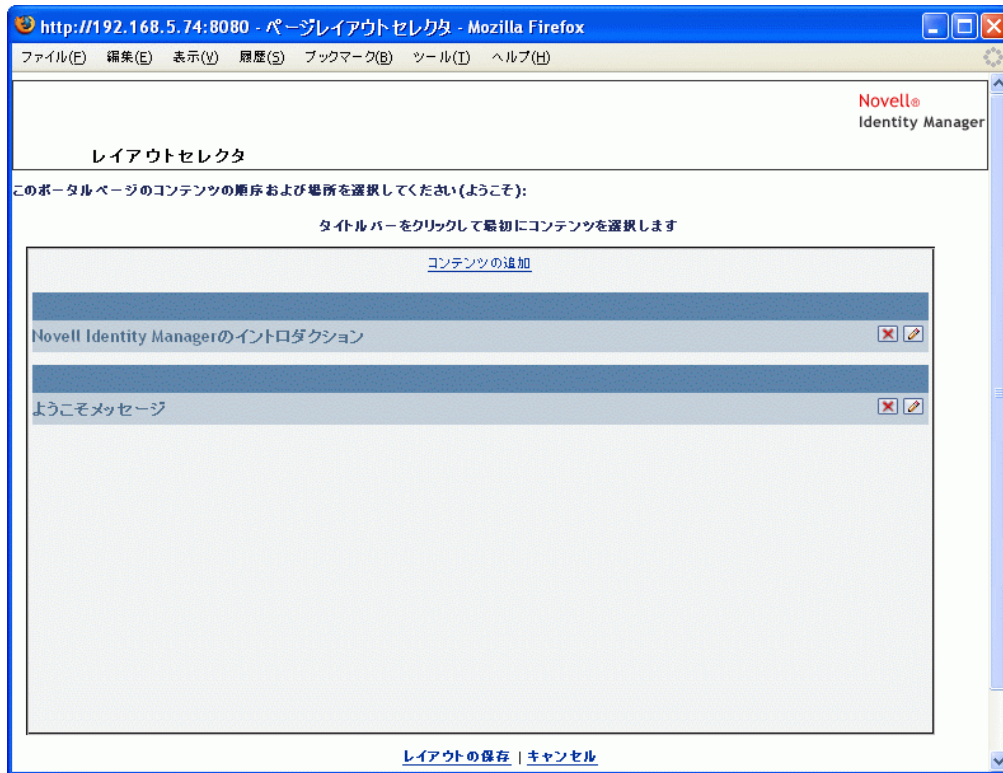 http://192.168.5.74:8080 - ページレイアウトセレクタ - Mozilla Firefox
ファイル(F) 編集(E) 表示(V) 履歴(S) ブックマーク(B) ツール(T) ヘルプ(H)
Novell®
Identity Manager
レイアウトセレクタ
このポータルページのコンテンツの順序および場所を選択してください(ようこそ):
タイトルバーをクリックして最初にコンテンツを選択します
コンテンツの追加
Novell Identity Managerのイントロダクション
ようこそメッセージ
レイアウトの保存 | キャンセル